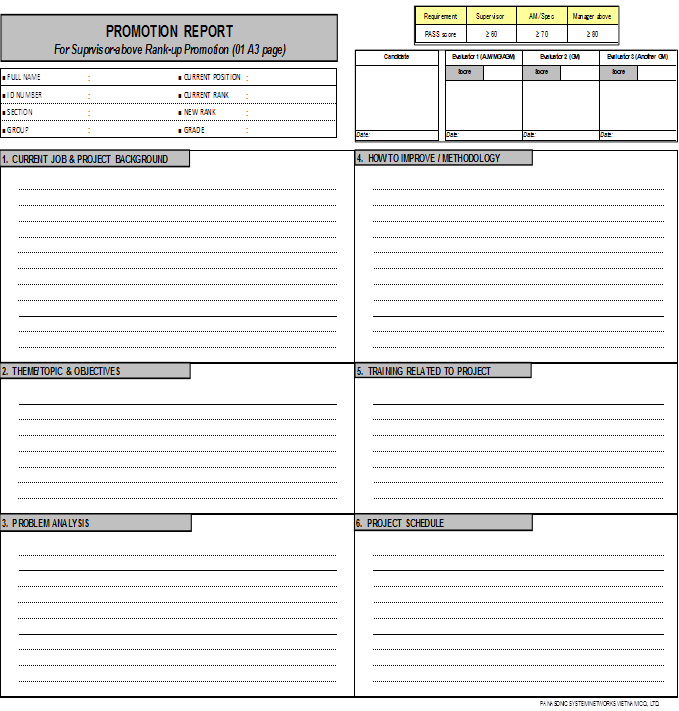 PROMOTION REPORT
For Suprvisor-above Rank-up Promotion (01 A3 page)
Requirement Supervisor AM/Spec Manager above
PASS score ≥ 60 ≥ 70 ≥ 80
Candidate Evaluator 1 (AM/MG/AGM) Evaluator 2 (GM) Evaluator 3 (Another GM)
Score Score Score
Date: Date: Date: Date:
■ FULL NAME : ■ CURRENT POSITION :
■ ID NUMBER : ■ CURRENT RANK :
■ SECTION : ■ NEW RANK :
■ GROUP : ■ GRADE :
1. CURRENT JOB & PROJECT BACKGROUND
4. HOW TO IMPROVE / METHODOLOGY
2. THEME/TOPIC & OBJECTIVES
5. TRAINING RELATED TO PROJECT
3. PROBLEM ANALYSIS
6. PROJECT SCHEDULE
PANASONIC SYSTEM NETWORKS VIETNAM CO., LTD.